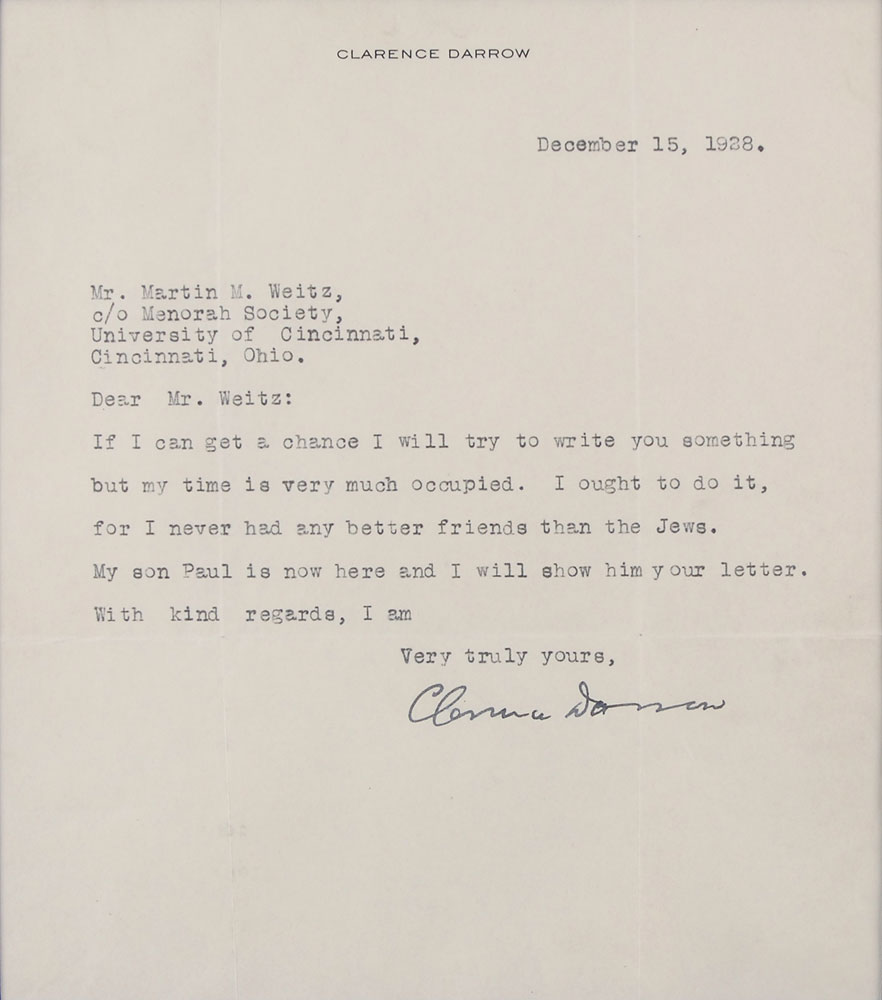 CLARENCE DARROW
December 15, 1928.
Mr. Martin M. Weitz,
c/o Menorah Society,
University of Cincinnati,
Cincinnati, Ohio.
Dear Mr. Weitz:
If I can get a chance I will try to write you something
but my time is very much occupied. I ought to do it,
for I never had any better friends than the Jews.
My son Paul is now here and I will show him your letter.
With kind regards, I am
Very truly yours,
Clarence Darrow